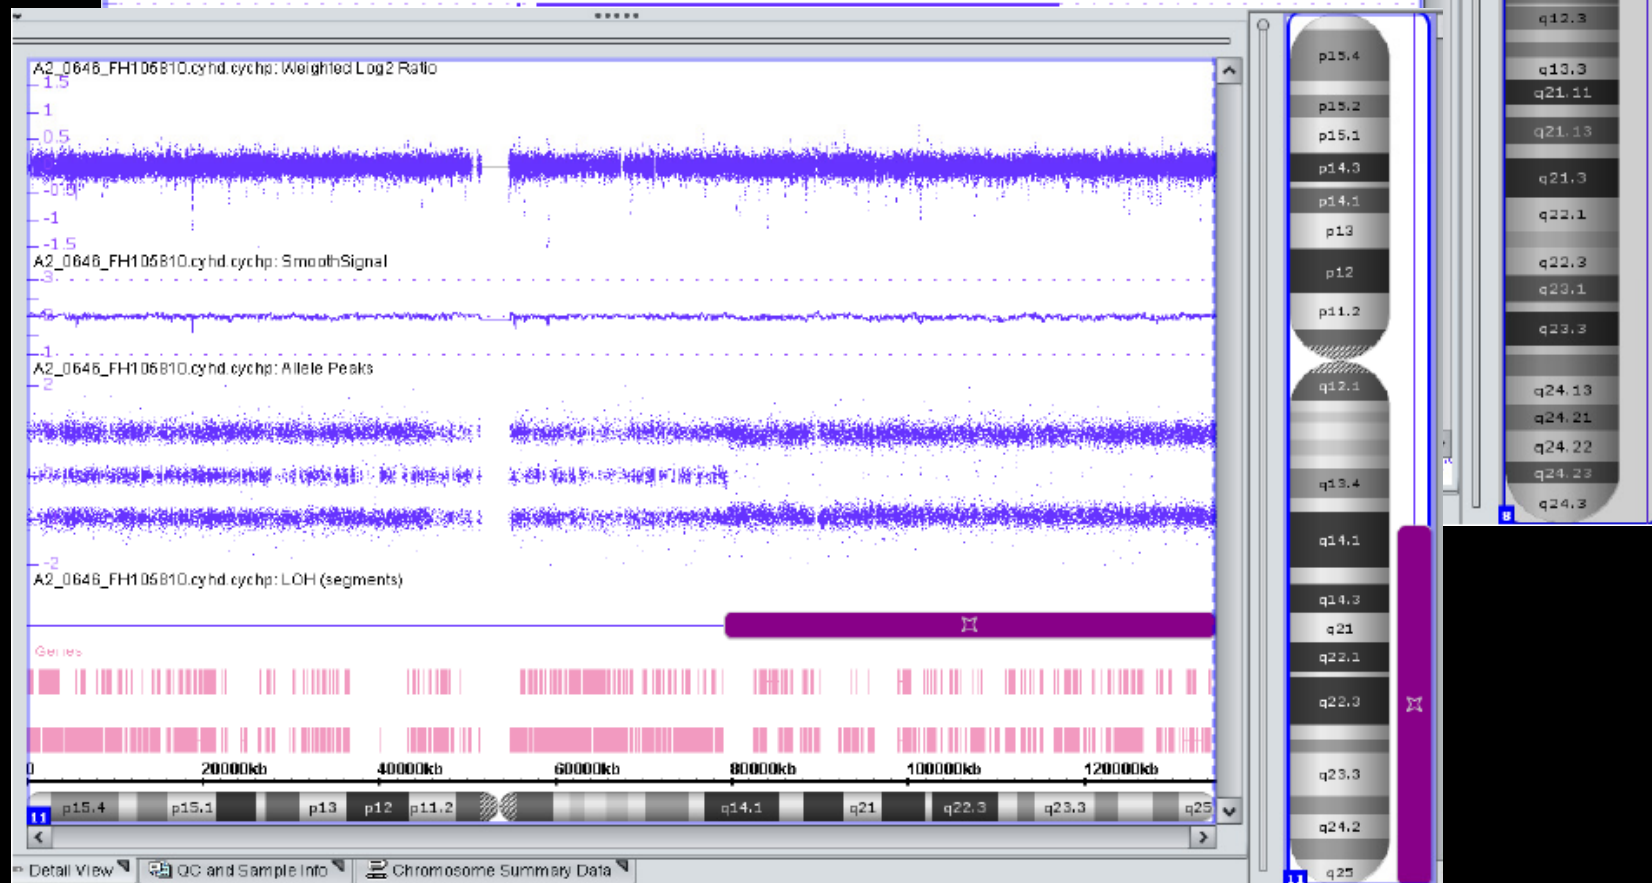 A2_0646_FH105810.cyhd.cychp: Weighted Log2 Ratio
1.5
1
0.5
-0.5
-1
-1.5
A2_0646_FH105810.cyhd.cychp: SmoothSignal
3
2
1
A2_0646_FH105810.cyhd.cychp: Allele Peaks
2
-2
A2_0646_FH105810.cyhd.cychp: LOH (segments)
Genes
0 20000kb 40000kb 60000kb 80000kb 100000kb 120000kb
p15.4 p15.1 p13 p12 p11.2 q14.1 q21 q22.3 q23.3 q25
11
Detail View QC and Sample Info Chromosome Summary Data
p15.4
p15.2
p15.1
p14.3
p14.1
p13
p12
p11.2
q12.1
q13.4
q14.1
q14.3
q21
q22.1
q22.3
q23.3
q24.2
q25
11
q12.3
q13.3
q21.11
q21.13
q21.3
q22.1
q22.3
q23.1
q23.3
q24.13
q24.21
q24.22
q24.23
q24.3
8